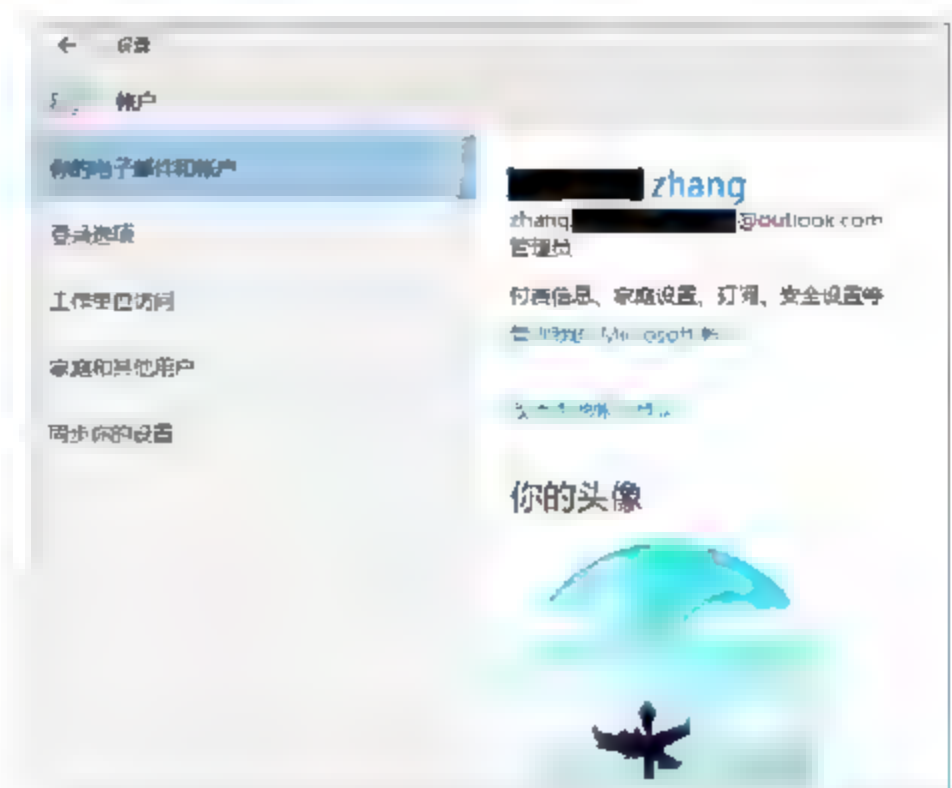 设置
帐户
你的电子邮件和帐户
登录选项
工作单位访问
家庭和其他用户
同步你的设置
zhang
zhang. @outlook.com
管理员
付费信息、家庭设置、订阅、安全设置等
Microsoft
你的头像